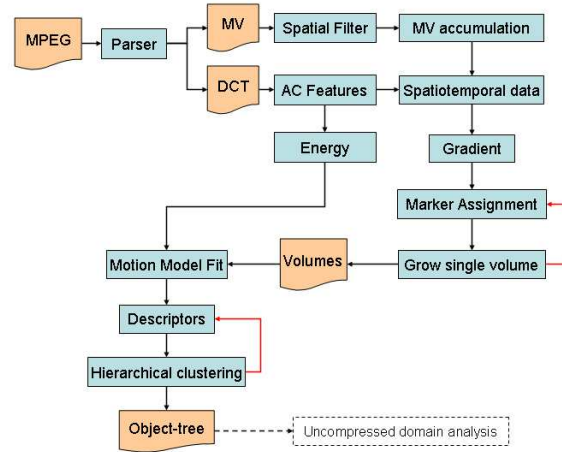 MPEG
Parser
MV
Spatial Filter
MV accumulation
DCT
AC Features
Spatiotemporal data
Energy
Gradient
Marker Assignment
Motion Model Fit
Volumes
Grow single volume
Descriptors
Hierarchical clustering
Object-tree
Uncompressed domain analysis